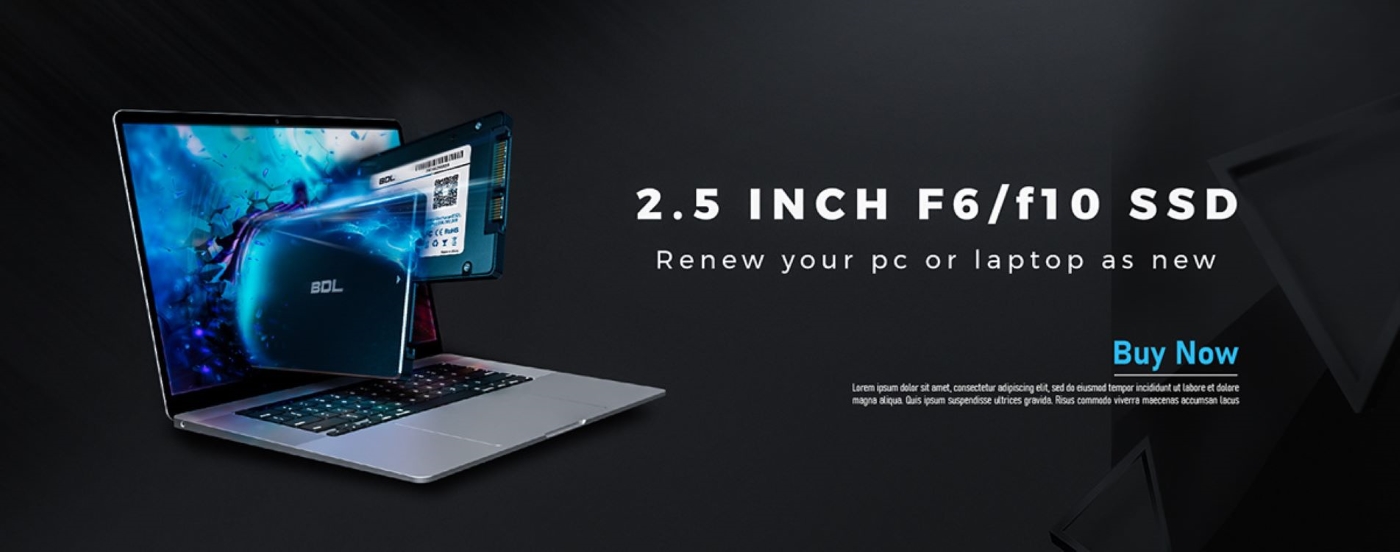 BDL
BDL
2.5 INCH F6/f10 SSD
Renew your pc or laptop as new
Buy Now
Lorem ipsum dolor sit amet, consectetur adipiscing elit, sed do eiusmod tempor incididunt ut labore et dolore
magna aliqua. Quis ipsum suspendisse ultrices gravida. Risus commodo viverra maecenas accumsan lacus